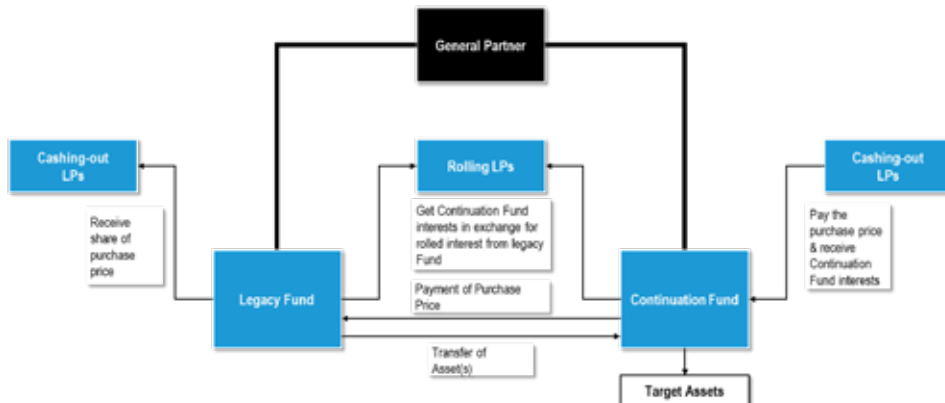 General Partner
Cashing-out
LPs
Rolling LPs
Cashing-out
LPs
Receive
share of
purchase
price
Get Continuation Fund
interests in exchange for
rolled interest from legacy
Fund
Pay the
purchase price
& receive
Continuation
Fund interests
Legacy Fund
Payment of Purchase
Price
Continuation Fund
Transfer of
Asset(s)
Target Assets